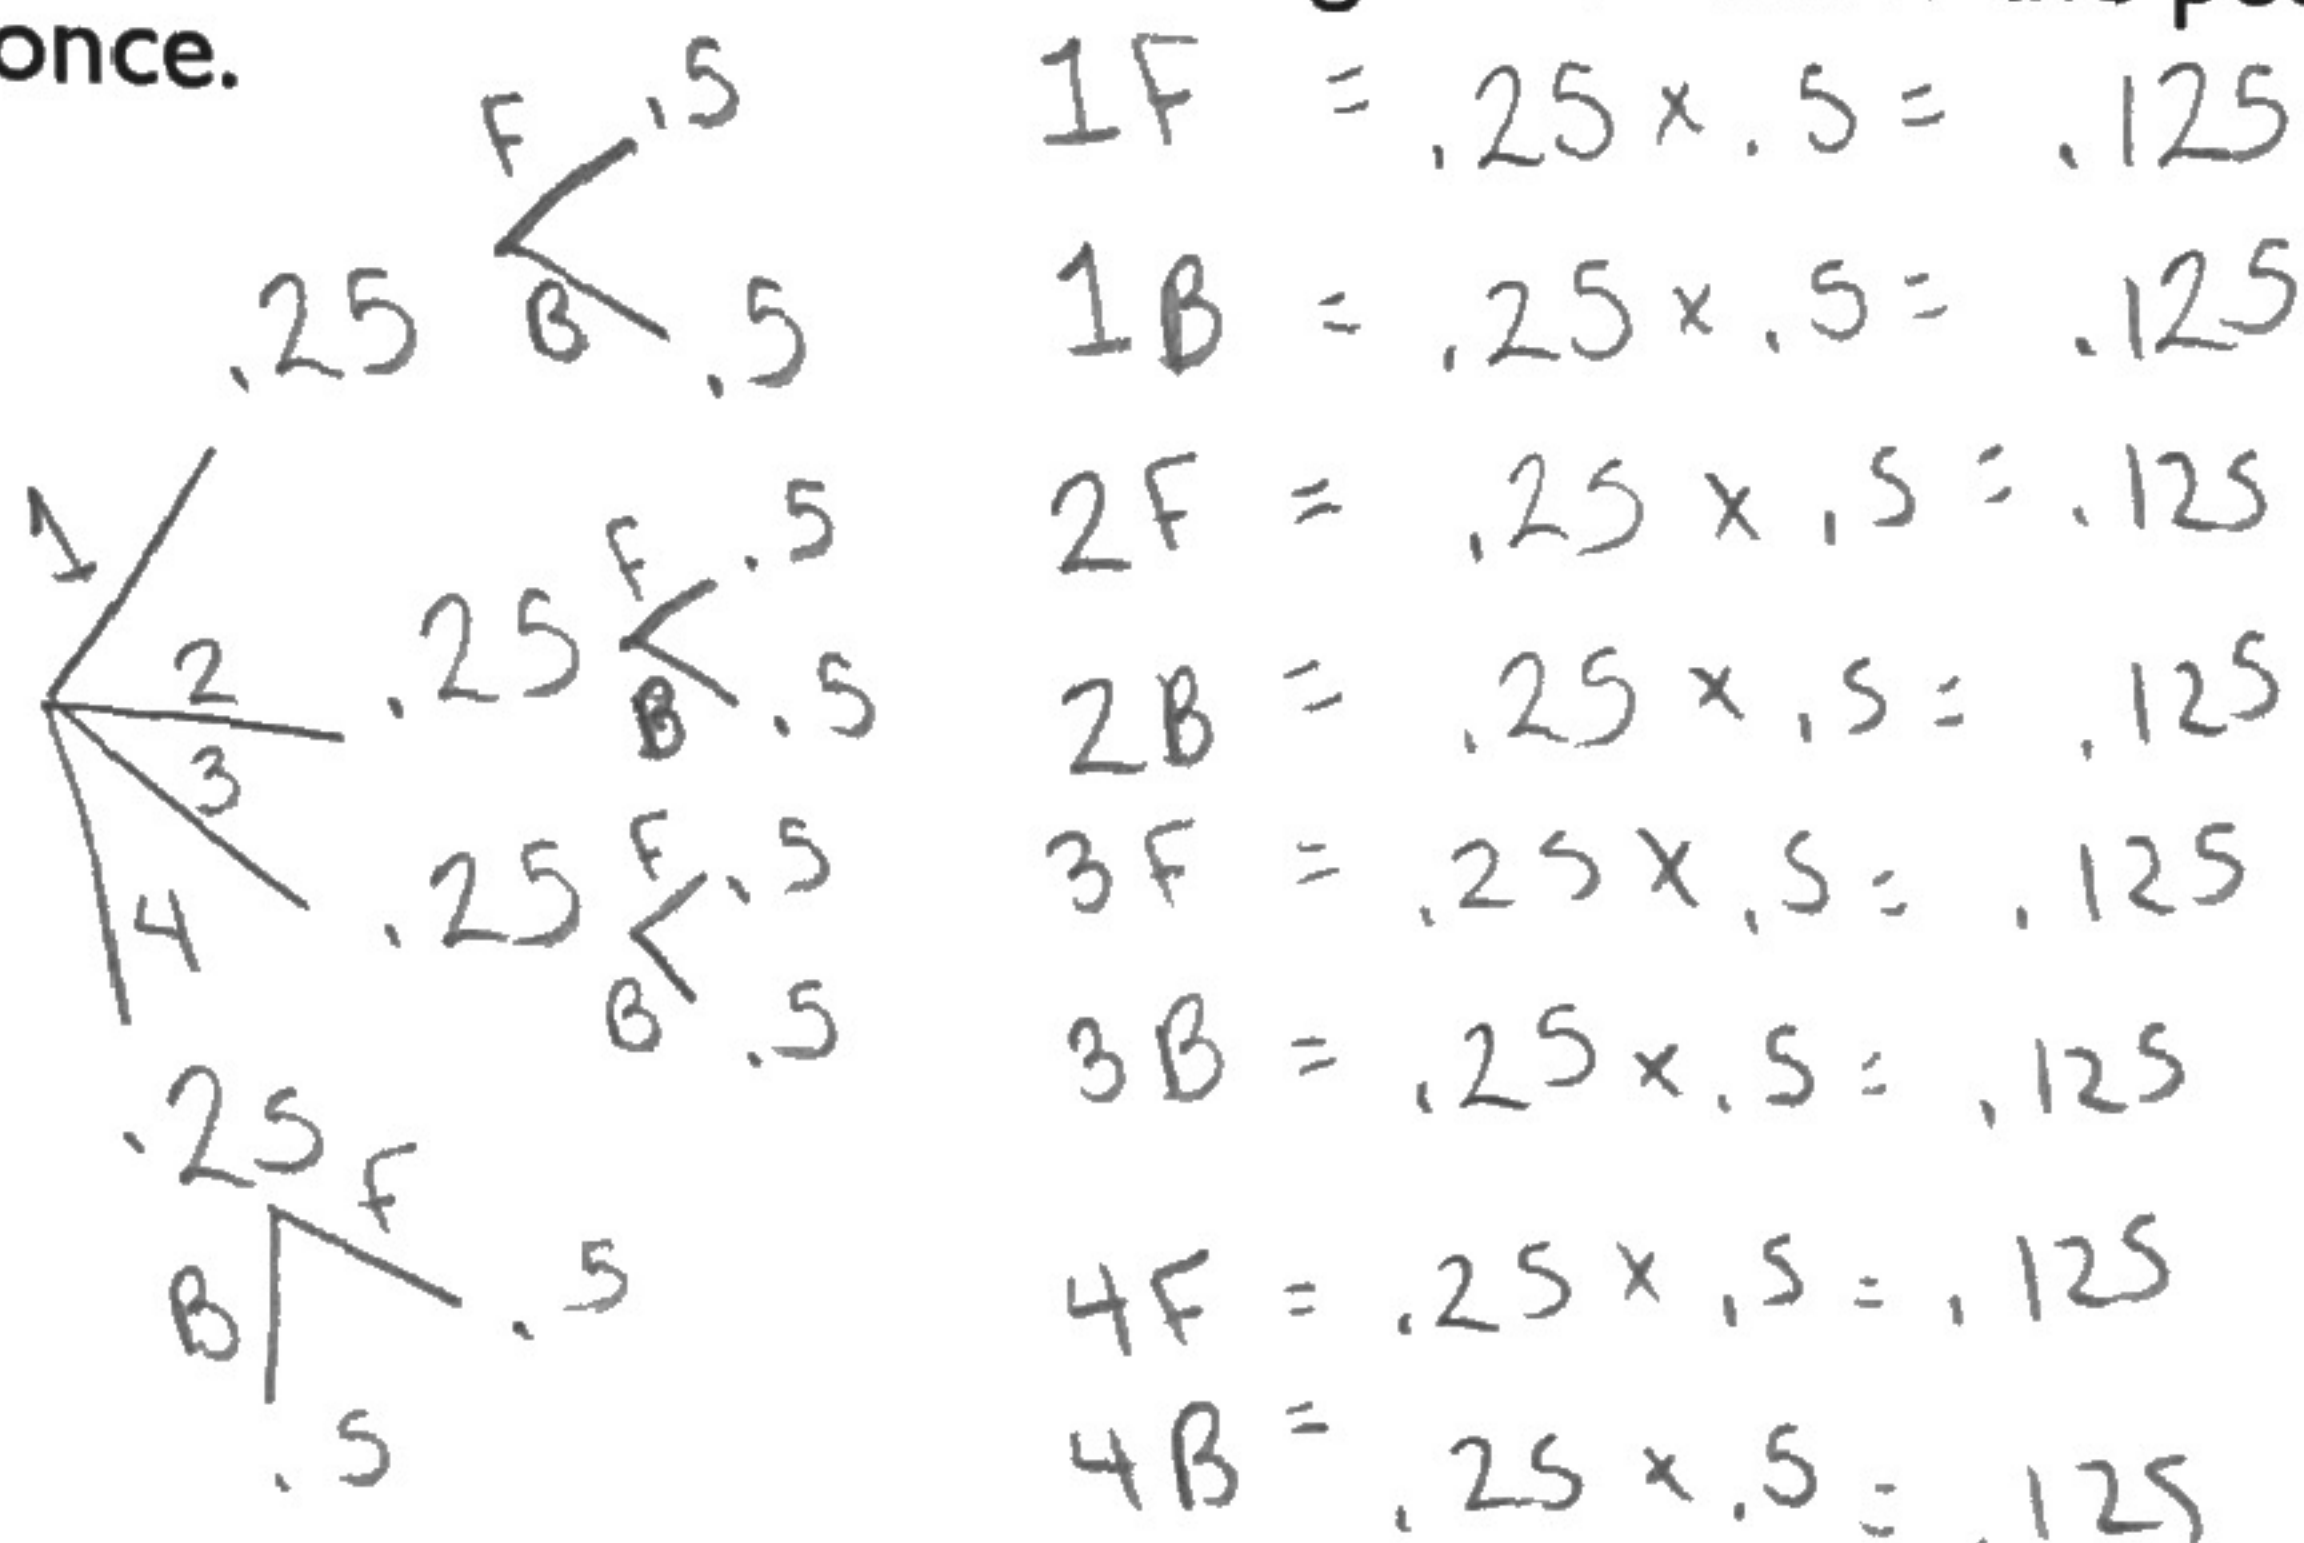 once.
F .5
.25 B .5
1
2 .25 F .5
B .5
3 .25 F .5
B .5
4
.25 F .5
B
.5
1F = .25 x .5 = .125
1B = .25 x .5 = .125
2F = .25 x .5 = .125
2B = .25 x .5 = .125
3F = .25 x .5 = .125
3B = .25 x .5 = .125
4F = .25 x .5 = .125
4B = .25 x .5 = .125